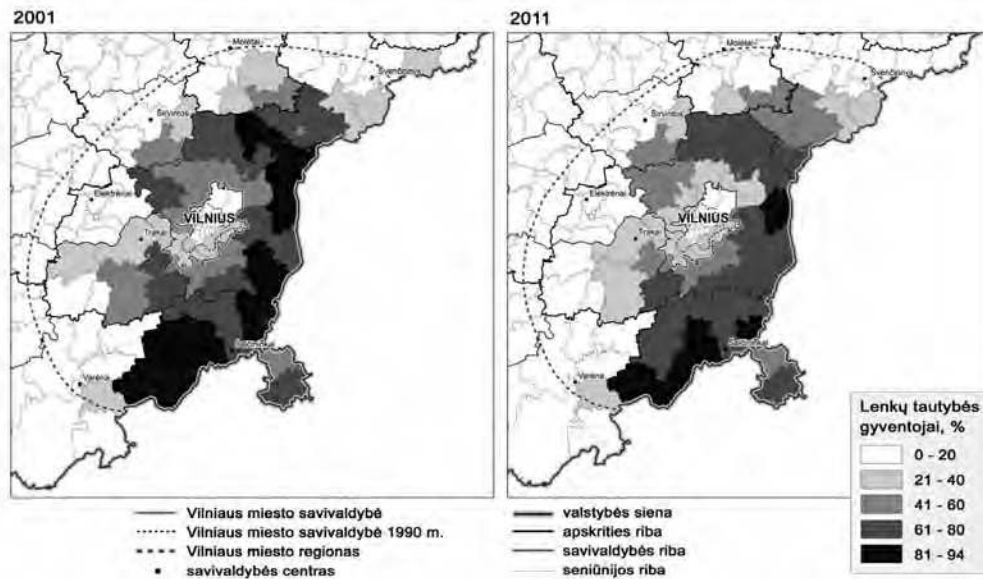 2001
Molėtai
Švenčionys
Širvintos
Elektrėnai
VILNIUS
Trakai
Varėna
2011
Molėtai
Švenčionys
Širvintos
Elektrėnai
VILNIUS
Trakai
Varėna
Lenkų tautybės
gyventojai, %
0 - 20
21 - 40
41 - 60
61 - 80
81 - 94
Vilniaus miesto savivaldybė
Vilniaus miesto savivaldybė 1990 m.
Vilniaus miesto regionas
savivaldybės centras
valstybės siena
apskrities riba
savivaldybės riba
seniūnijos riba